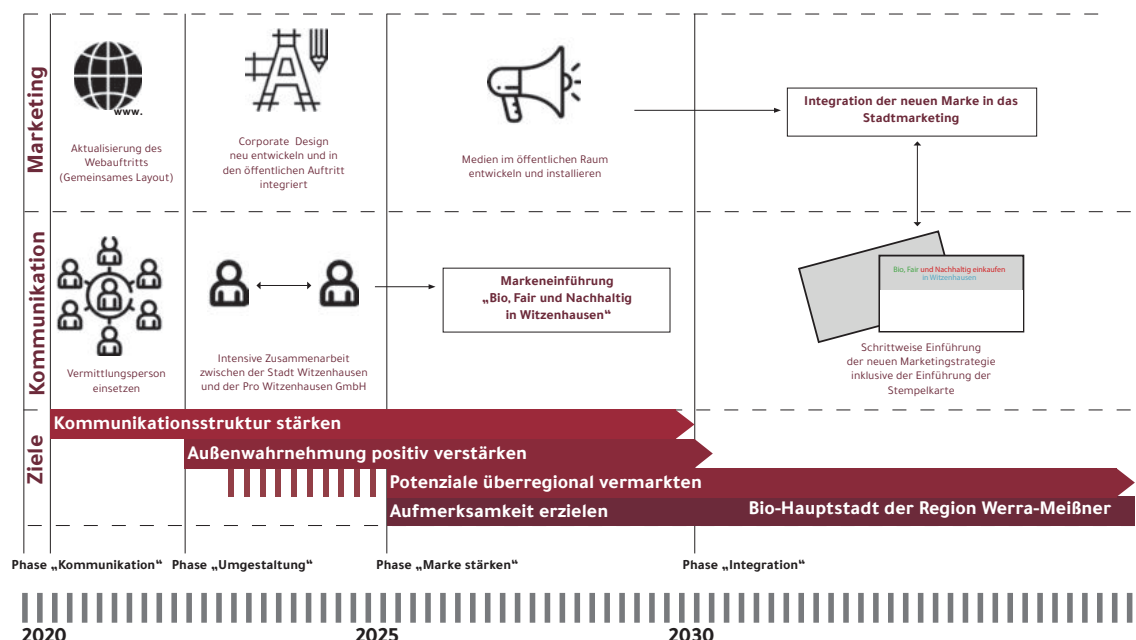 Marketing
www.
Aktualisierung des
Webauftritts
(Gemeinsames Layout)
Corporate Design
neu entwickeln und in
den öffentlichen Auftritt
integriert
Medien im öffentlichen Raum
entwickeln und installieren
Integration der neuen Marke in das
Stadtmarketing
Kommunikation
Vermittlungsperson
einsetzen
Intensive Zusammenarbeit
zwischen der Stadt Witzenhausen
und der Pro Witzenhausen GmbH
Markeneinführung
„Bio, Fair und Nachhaltig
in Witzenhausen“
Bio, Fair und Nachhaltig einkaufen
in Witzenhausen
Schrittweise Einführung
der neuen Marketingstrategie
inklusive der Einführung der
Stempelkarte
Ziele
Kommunikationsstruktur stärken
Außenwahrnehmung positiv verstärken
Potenziale überregional vermarkten
Aufmerksamkeit erzielen
Bio-Hauptstadt der Region Werra-Meißner
Phase „Kommunikation“
Phase „Umgestaltung“
Phase „Marke stärken“
Phase „Integration“
2020
2025
2030